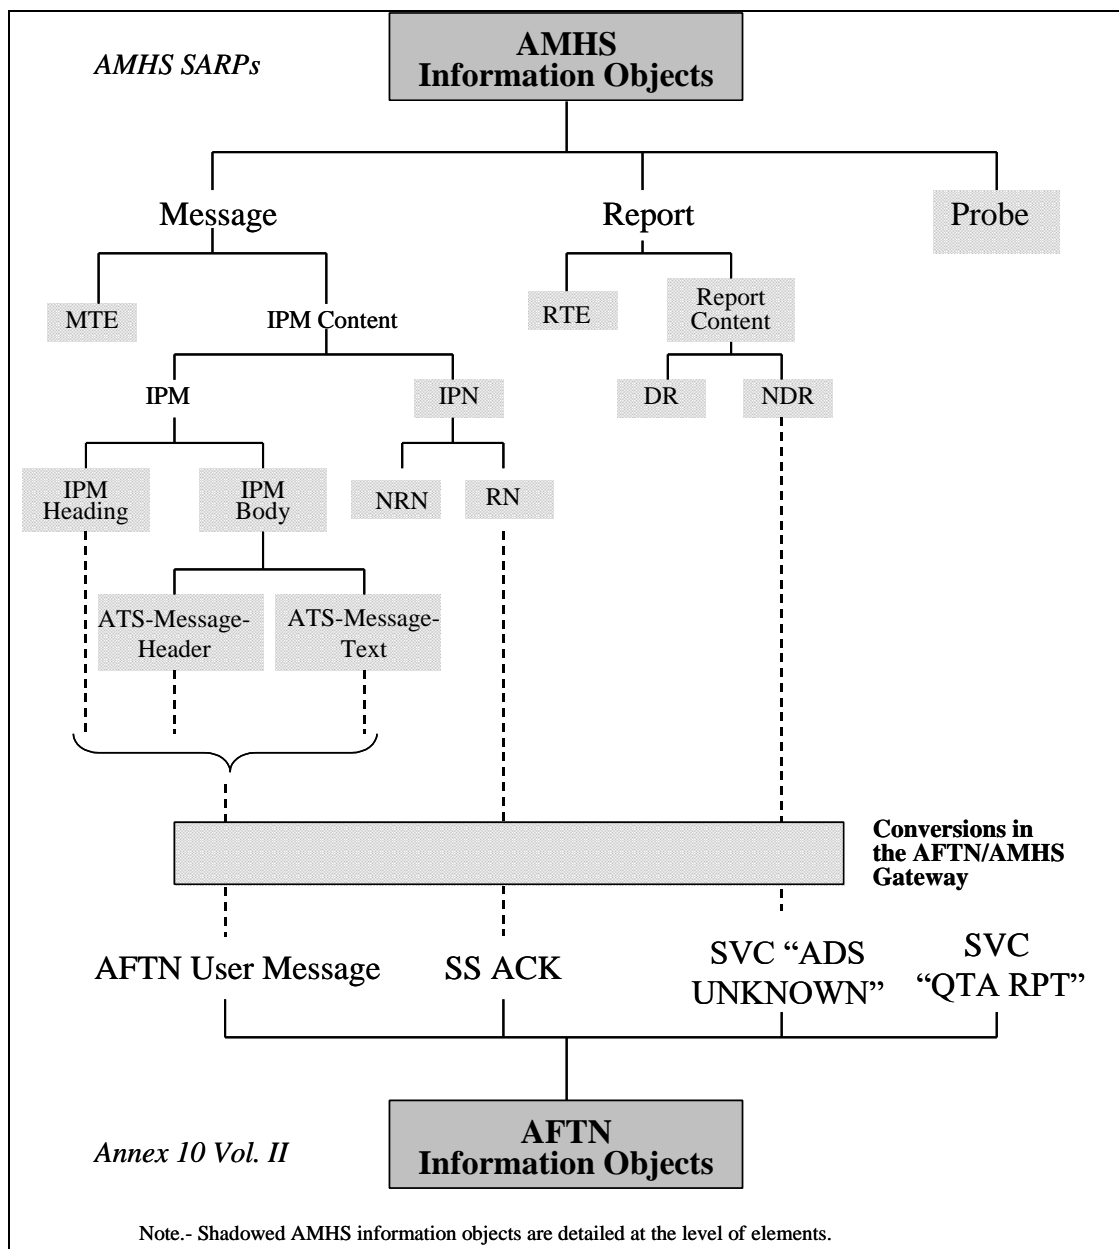 AMHS
Information Objects
AMHS SARPs
Message
Report
Probe
MTE
IPM Content
RTE
Report
Content
IPM
IPN
DR
NDR
IPM
Heading
IPM
Body
NRN
RN
ATS-Message-
Header
ATS-Message-
Text
Conversions in
the AFTN/AMHS
Gateway
AFTN User Message
SS ACK
SVC “ADS
UNKNOWN”
SVC
“QTA RPT”
AFTN
Information Objects
Annex 10 Vol. II
Note.- Shadowed AMHS information objects are detailed at the level of elements.